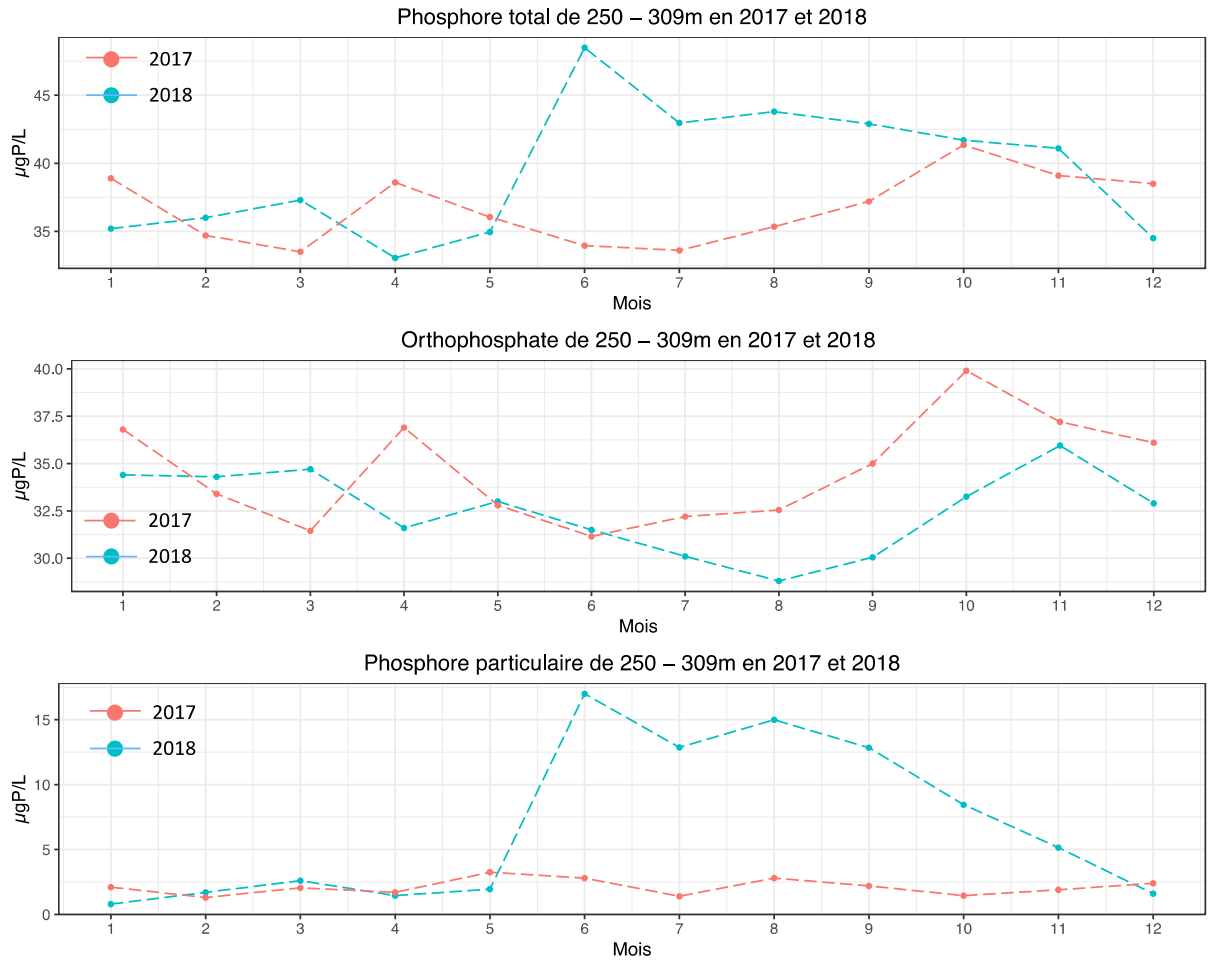 Phosphore total de 250 – 309m en 2017 et 2018
2017
2018
45
40
35
µgP/L
1 2 3 4 5 6 7 8 9 10 11 12
Mois
Orthophosphate de 250 – 309m en 2017 et 2018
40.0
37.5
35.0
32.5
30.0
µgP/L
2017
2018
1 2 3 4 5 6 7 8 9 10 11 12
Mois
Phosphore particulaire de 250 – 309m en 2017 et 2018
2017
2018
15
10
5
0
µgP/L
1 2 3 4 5 6 7 8 9 10 11 12
Mois